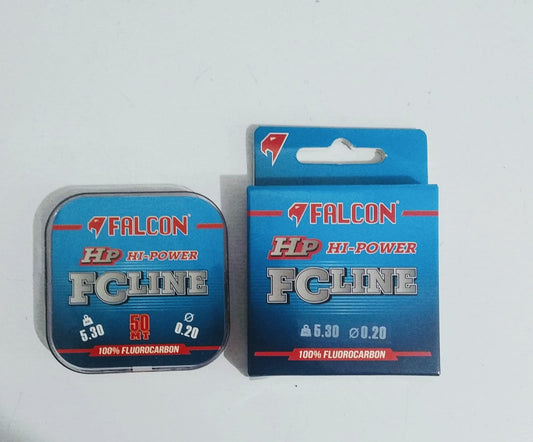 FALCON®
HP HI-POWER
FCLINE
5.30 50 MT Ø 0.20
100% FLUOROCARBON
FALCON®
HP HI-POWER
FCLINE
5.30 Ø 0.20
100% FLUOROCARBON